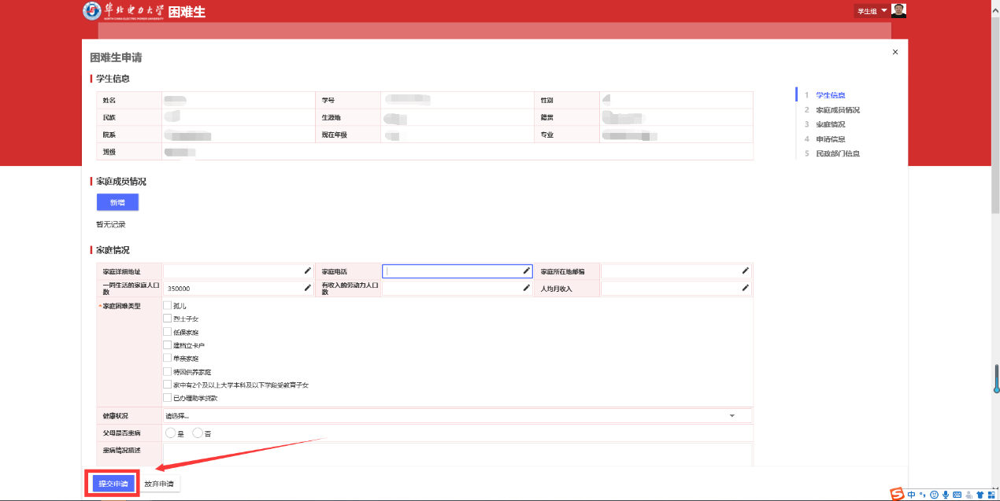 华北电力大学 困难生
NORTH CHINA ELECTRIC POWER UNIVERSITY
学生组
困难生申请
×
学生信息
姓名 学号 性别
民族 生源地 籍贯
院系 现在年级 专业
班级
1 学生信息
2 家庭成员情况
3 家庭情况
4 申请信息
5 民政部门信息
家庭成员情况
新增
暂无记录
家庭情况
家庭详细地址 家庭电话 家庭所在地邮编
一同生活的家庭人口数 350000 有收入的劳动力人口数 人均月收入
*家庭困难类型
孤儿
烈士子女
低保家庭
建档立卡户
单亲家庭
特困供养家庭
家中有2个及以上大学本科及以下学段受教育子女
已办理助学贷款
健康状况 请选择...
父母是否患病 是 否
患病情况描述
提交申请 放弃申请
中